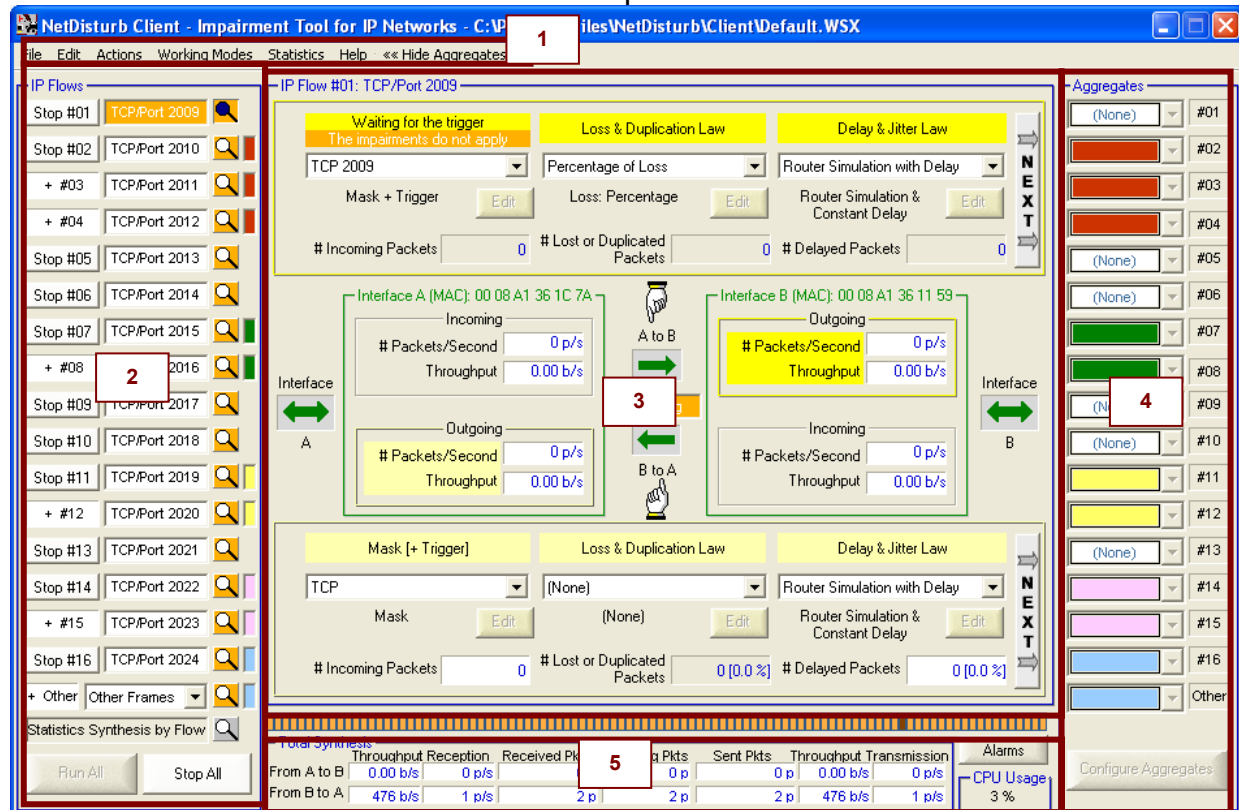 NetDisturb Client - Impairment Tool for IP Networks - C:\P iles\NetDisturb\Client\Default.WSX
1
File Edit Actions Working Modes Statistics Help «« Hide Aggregates
IP Flows
Stop #01 TCP/Port 2009
Stop #02 TCP/Port 2010
+ #03 TCP/Port 2011
+ #04 TCP/Port 2012
Stop #05 TCP/Port 2013
Stop #06 TCP/Port 2014
Stop #07 TCP/Port 2015
+ #08 2016
2
Stop #09 TCP/Port 2017
Stop #10 TCP/Port 2018
Stop #11 TCP/Port 2019
+ #12 TCP/Port 2020
Stop #13 TCP/Port 2021
Stop #14 TCP/Port 2022
+ #15 TCP/Port 2023
Stop #16 TCP/Port 2024
+ Other Other Frames
Statistics Synthesis by Flow
Run All Stop All
IP Flow #01: TCP/Port 2009
Waiting for the trigger Loss & Duplication Law Delay & Jitter Law
The impairments do not apply
TCP 2009 Percentage of Loss Router Simulation with Delay
Mask + Trigger Edit Loss: Percentage Edit Router Simulation & Edit
Constant Delay
NEXT
# Incoming Packets 0 # Lost or Duplicated 0 # Delayed Packets 0
Packets
Interface A (MAC): 00 08 A1 36 1C 7A Interface B (MAC): 00 08 A1 36 11 59
Incoming Outgoing
# Packets/Second 0 p/s A to B # Packets/Second 0 p/s
Throughput 0.00 b/s Throughput 0.00 b/s
Interface Interface
3
A B
Outgoing Incoming
# Packets/Second 0 p/s # Packets/Second 0 p/s
Throughput 0.00 b/s B to A Throughput 0.00 b/s
Mask [+ Trigger] Loss & Duplication Law Delay & Jitter Law
TCP (None) Router Simulation with Delay
Mask Edit (None) Edit Router Simulation & Edit
Constant Delay
NEXT
# Incoming Packets 0 # Lost or Duplicated 0 [0.0 %] # Delayed Packets 0 [0.0 %]
Packets
Aggregates
(None) #01
#02
#03
#04
(None) #05
(None) #06
#07
#08
4
#09
(None) #10
#11
#12
(None) #13
#14
#15
#16
Other
Configure Aggregates
Total Synthesis
Throughput Reception Received Pk Pkts Sent Pkts Throughput Transmission
5
From A to B 0.00 b/s 0 p/s 0 p 0 p 0.00 b/s 0 p/s
From B to A 476 b/s 1 p/s 2 p 2 p 2 p 476 b/s 1 p/s
Alarms
CPU Usage
3 %